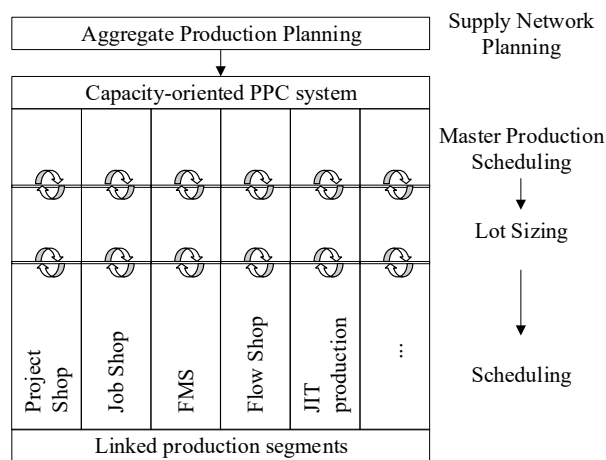 Aggregate Production Planning
Supply Network
Planning
Capacity-oriented PPC system
Master Production
Scheduling
Lot Sizing
Project
Shop
Job Shop
FMS
Flow Shop
JIT
production
...
Scheduling
Linked production segments